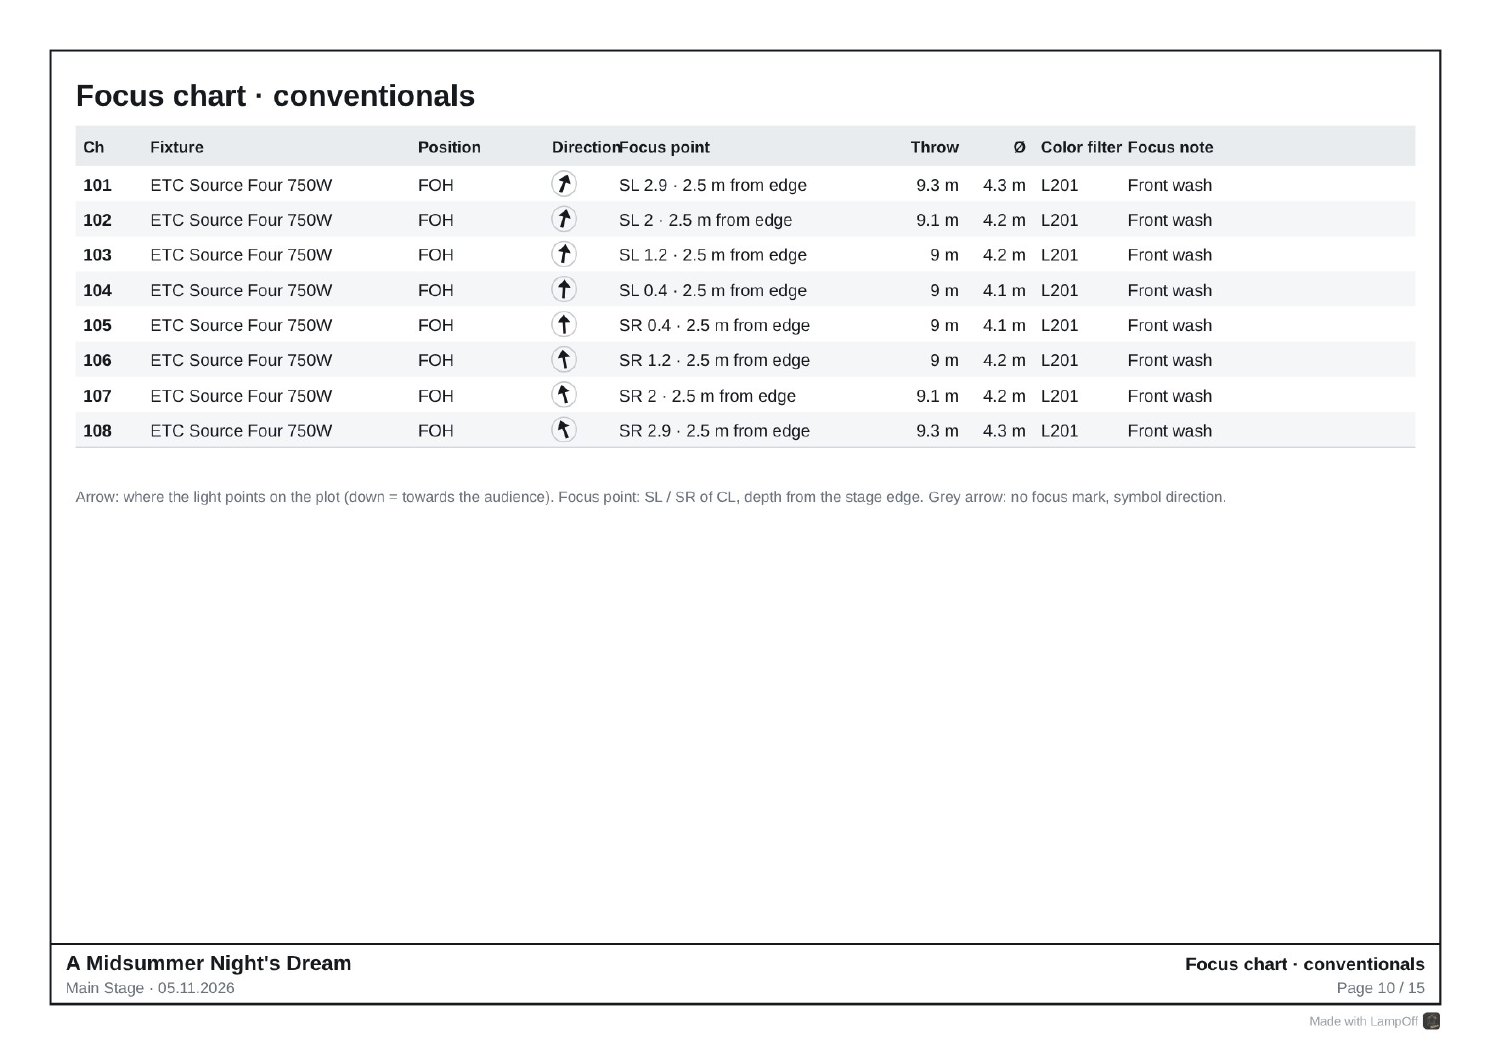 Focus chart · conventionals
Ch Fixture Position Direction Focus point Throw Ø Color filter Focus note
101 ETC Source Four 750W FOH SL 2.9 · 2.5 m from edge 9.3 m 4.3 m L201 Front wash
102 ETC Source Four 750W FOH SL 2 · 2.5 m from edge 9.1 m 4.2 m L201 Front wash
103 ETC Source Four 750W FOH SL 1.2 · 2.5 m from edge 9 m 4.2 m L201 Front wash
104 ETC Source Four 750W FOH SL 0.4 · 2.5 m from edge 9 m 4.1 m L201 Front wash
105 ETC Source Four 750W FOH SR 0.4 · 2.5 m from edge 9 m 4.1 m L201 Front wash
106 ETC Source Four 750W FOH SR 1.2 · 2.5 m from edge 9 m 4.2 m L201 Front wash
107 ETC Source Four 750W FOH SR 2 · 2.5 m from edge 9.1 m 4.2 m L201 Front wash
108 ETC Source Four 750W FOH SR 2.9 · 2.5 m from edge 9.3 m 4.3 m L201 Front wash
Arrow: where the light points on the plot (down = towards the audience). Focus point: SL / SR of CL, depth from the stage edge. Grey arrow: no focus mark, symbol direction.
A Midsummer Night's Dream
Main Stage · 05.11.2026
Focus chart · conventionals
Page 10 / 15
Made with LampOff